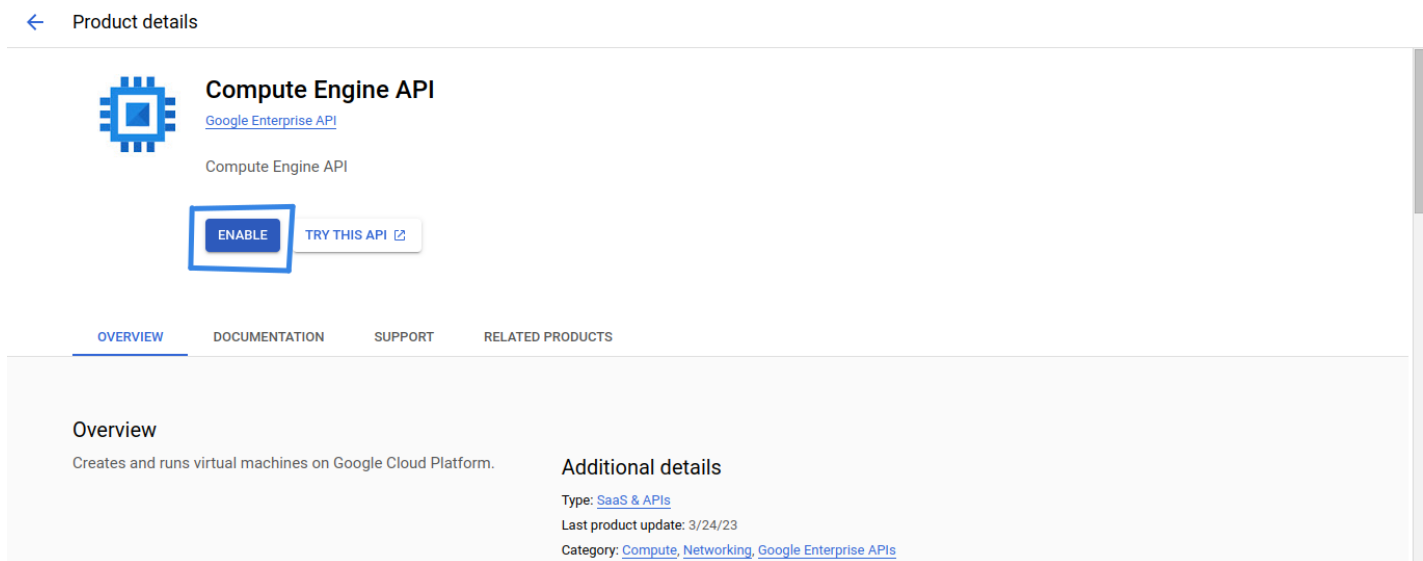 Product details
Compute Engine API
Google Enterprise API
Compute Engine API
ENABLE TRY THIS API
OVERVIEW DOCUMENTATION SUPPORT RELATED PRODUCTS
Overview
Creates and runs virtual machines on Google Cloud Platform.
Additional details
Type: SaaS & APIs
Last product update: 3/24/23
Category: Compute, Networking, Google Enterprise APIs